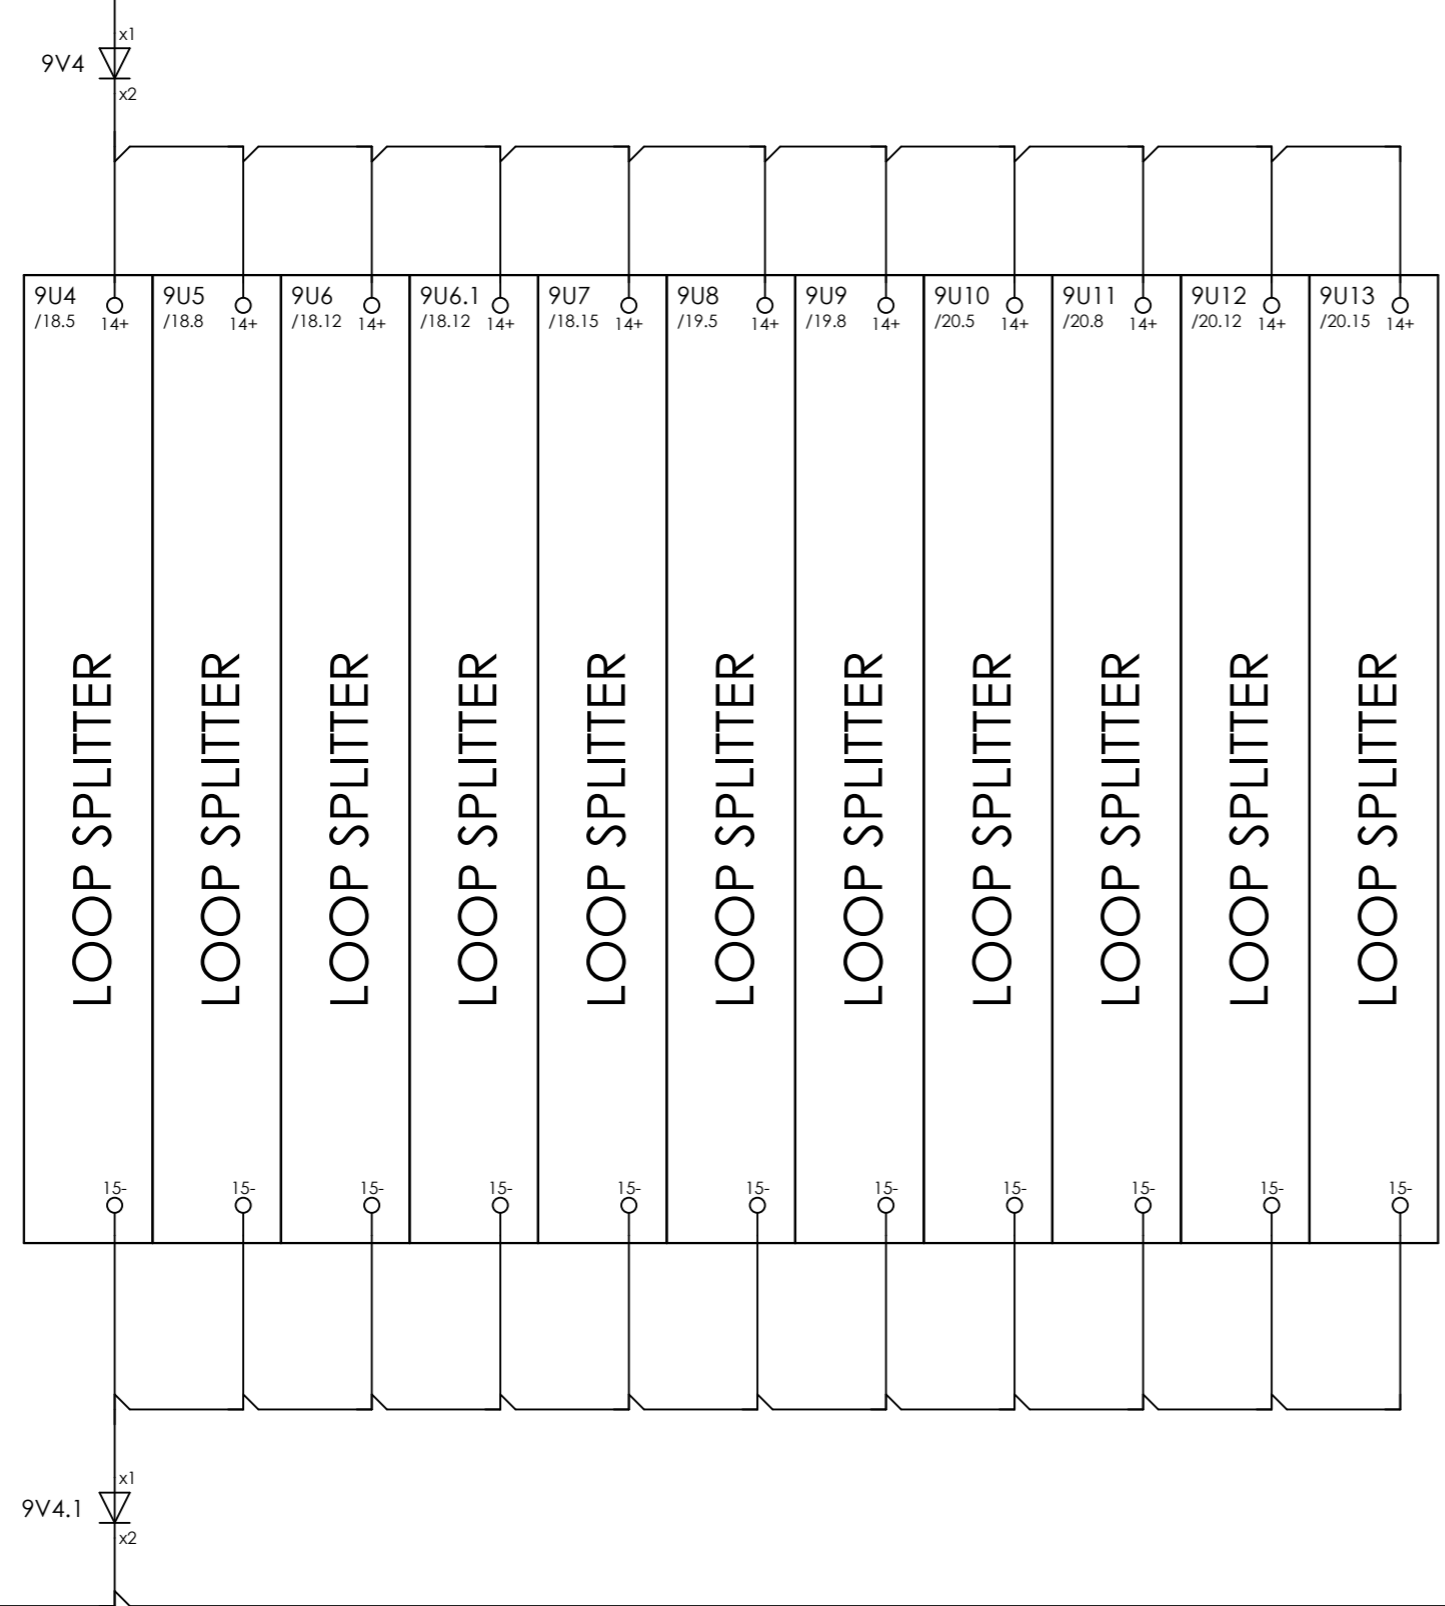 x1
9V4
x2
9U4 9U5 9U6 9U6.1 9U7 9U8 9U9 9U10 9U11 9U12 9U13
/18.5 14+ /18.8 14+ /18.12 14+ /18.12 14+ /18.15 14+ /19.5 14+ /19.8 14+ /20.5 14+ /20.8 14+ /20.12 14+ /20.15 14+
LOOP SPLITTER
LOOP SPLITTER
LOOP SPLITTER
LOOP SPLITTER
LOOP SPLITTER
LOOP SPLITTER
LOOP SPLITTER
LOOP SPLITTER
LOOP SPLITTER
LOOP SPLITTER
LOOP SPLITTER
15- 15- 15- 15- 15- 15- 15- 15- 15- 15- 15-
x1
9V4.1
x2